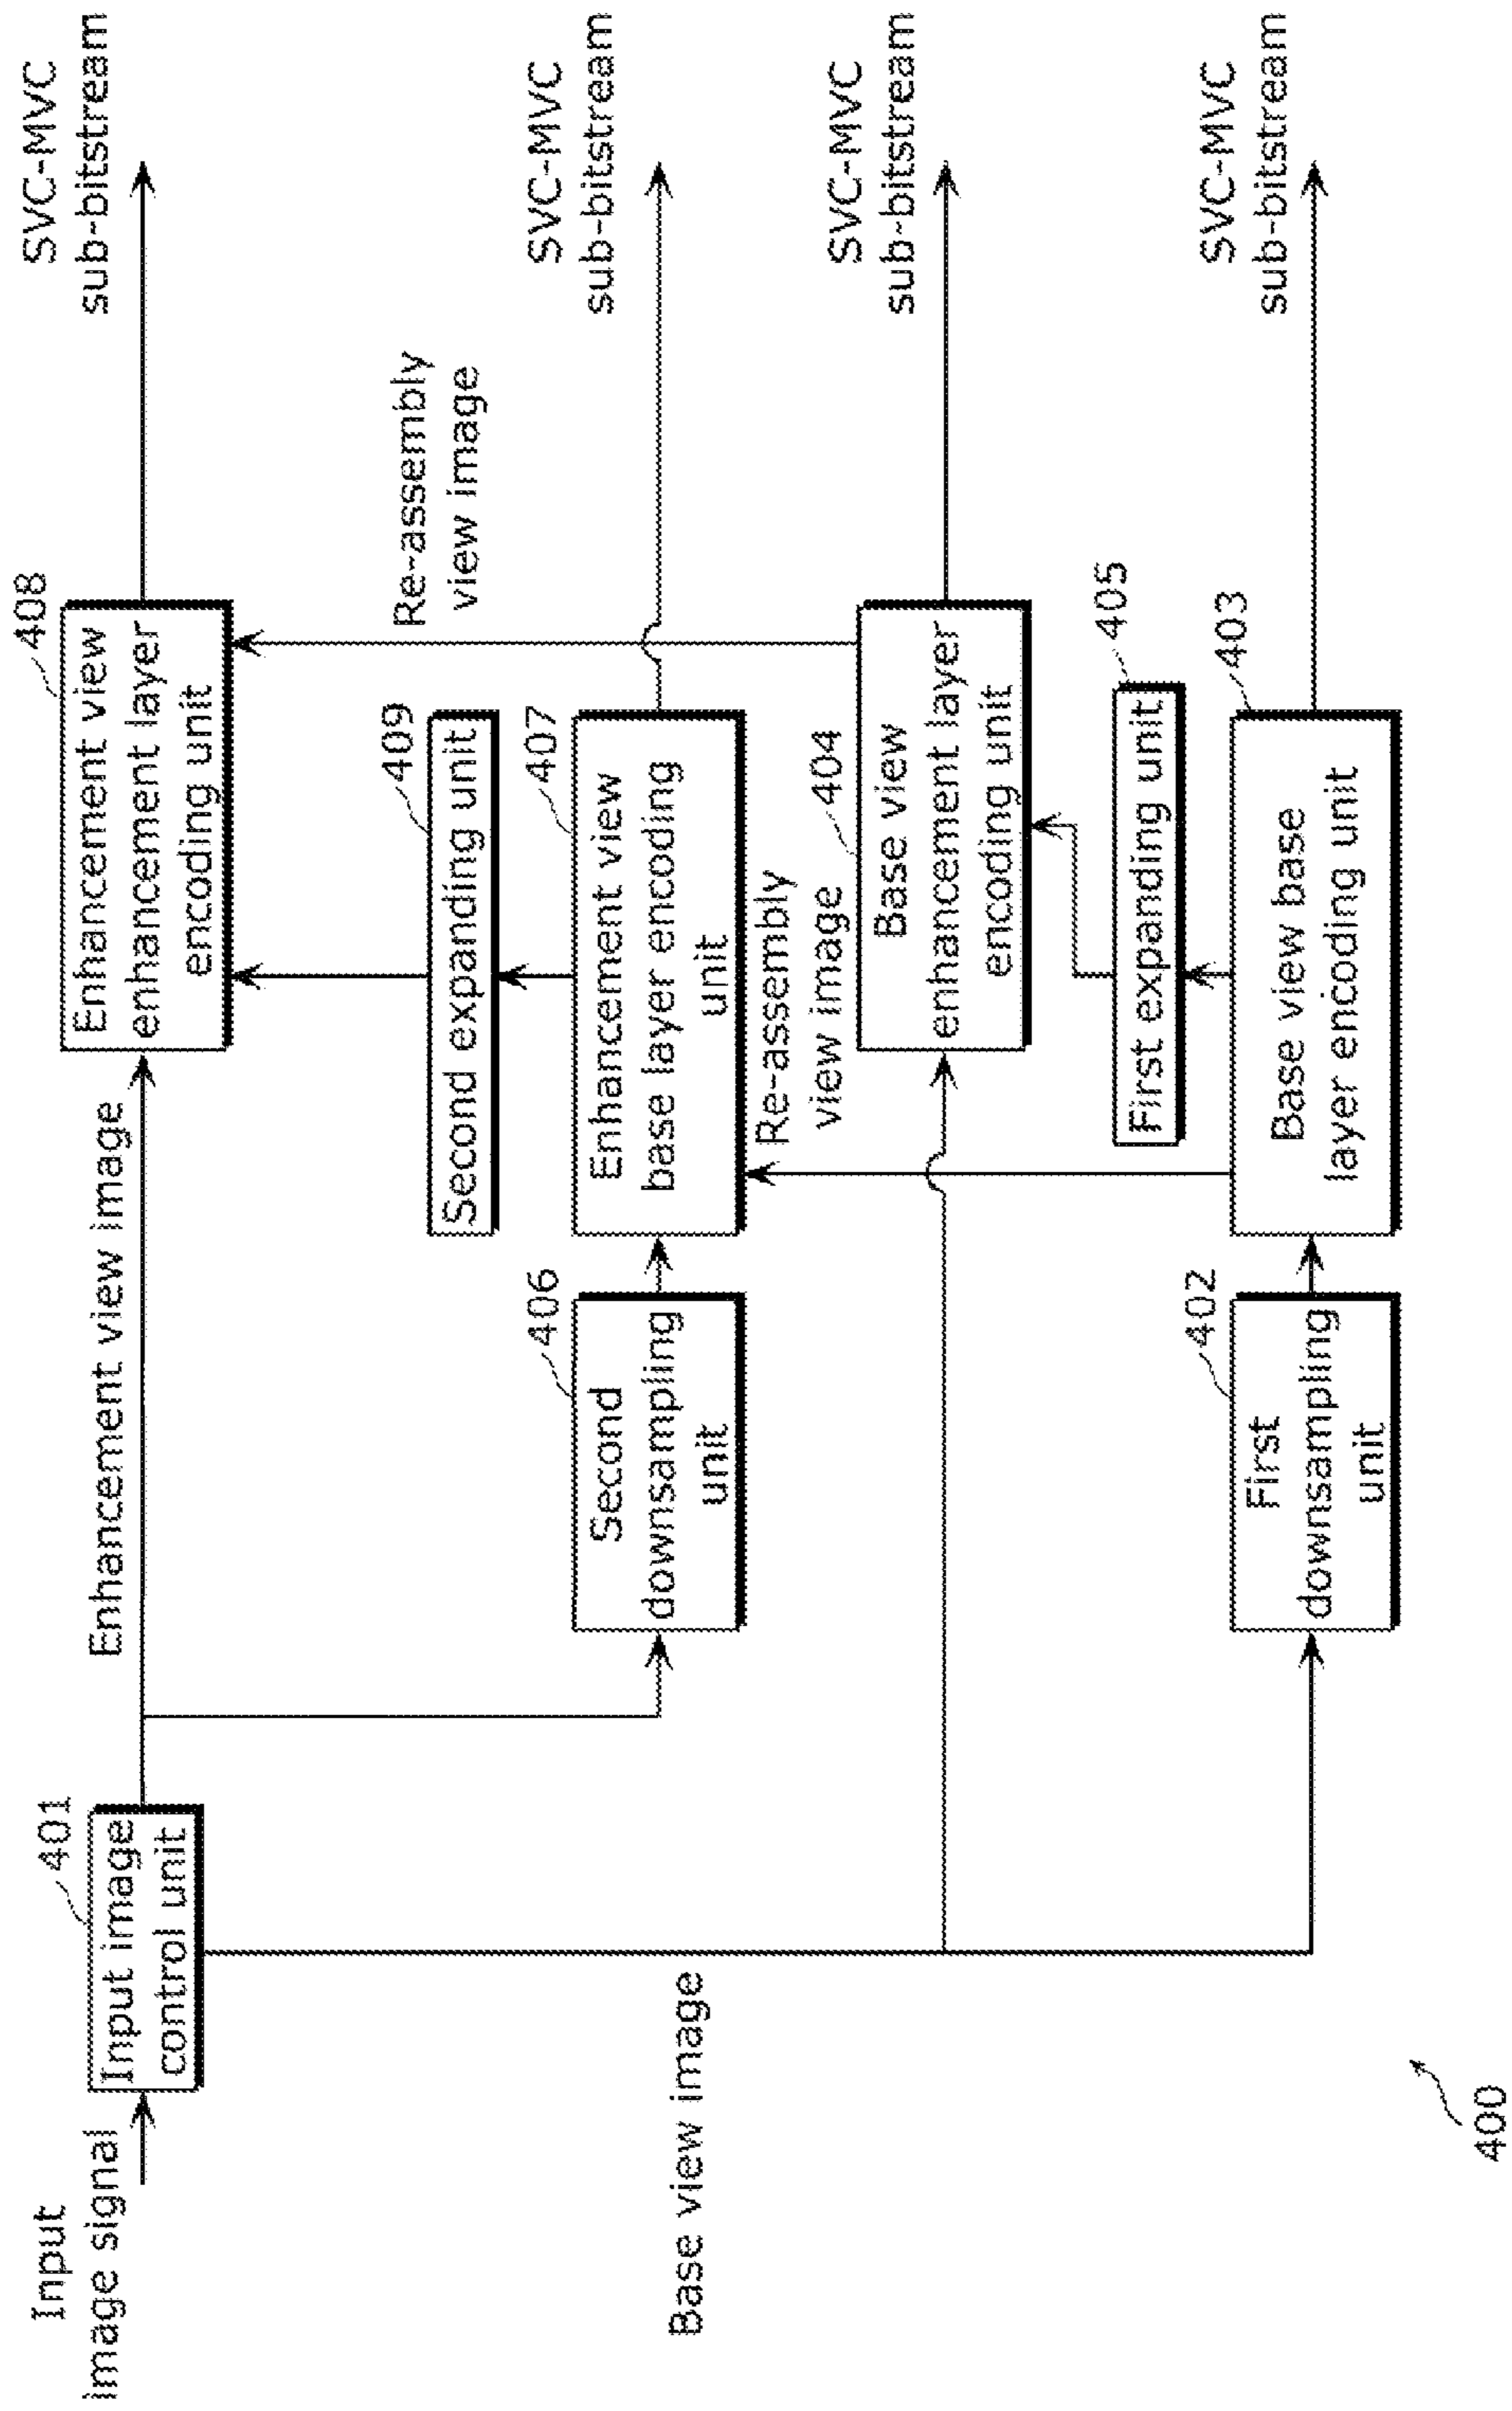 Input
image signal
401
Input image
control unit
Enhancement view image
408
Enhancement view
enhancement layer
encoding unit
SVC-MVC
sub-bitstream
409
Second expanding unit
Re-assembly
view image
406
Second
downsampling
unit
407
Enhancement view
base layer encoding
unit
SVC-MVC
sub-bitstream
Base view image
Re-assembly
view image
404
Base view
enhancement layer
encoding unit
SVC-MVC
sub-bitstream
405
First expanding unit
402
First
downsampling
unit
403
Base view base
layer encoding unit
SVC-MVC
sub-bitstream
400